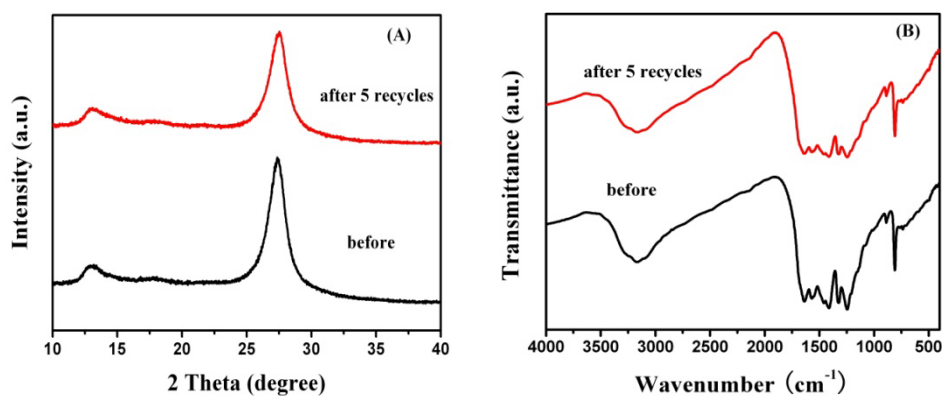 (A)
after 5 recycles
before
Intensity (a.u.)
10 15 20 25 30 35 40
2 Theta (degree)
(B)
after 5 recycles
before
Transmittance (a.u.)
4000 3500 3000 2500 2000 1500 1000 500
Wavenumber (cm⁻¹)